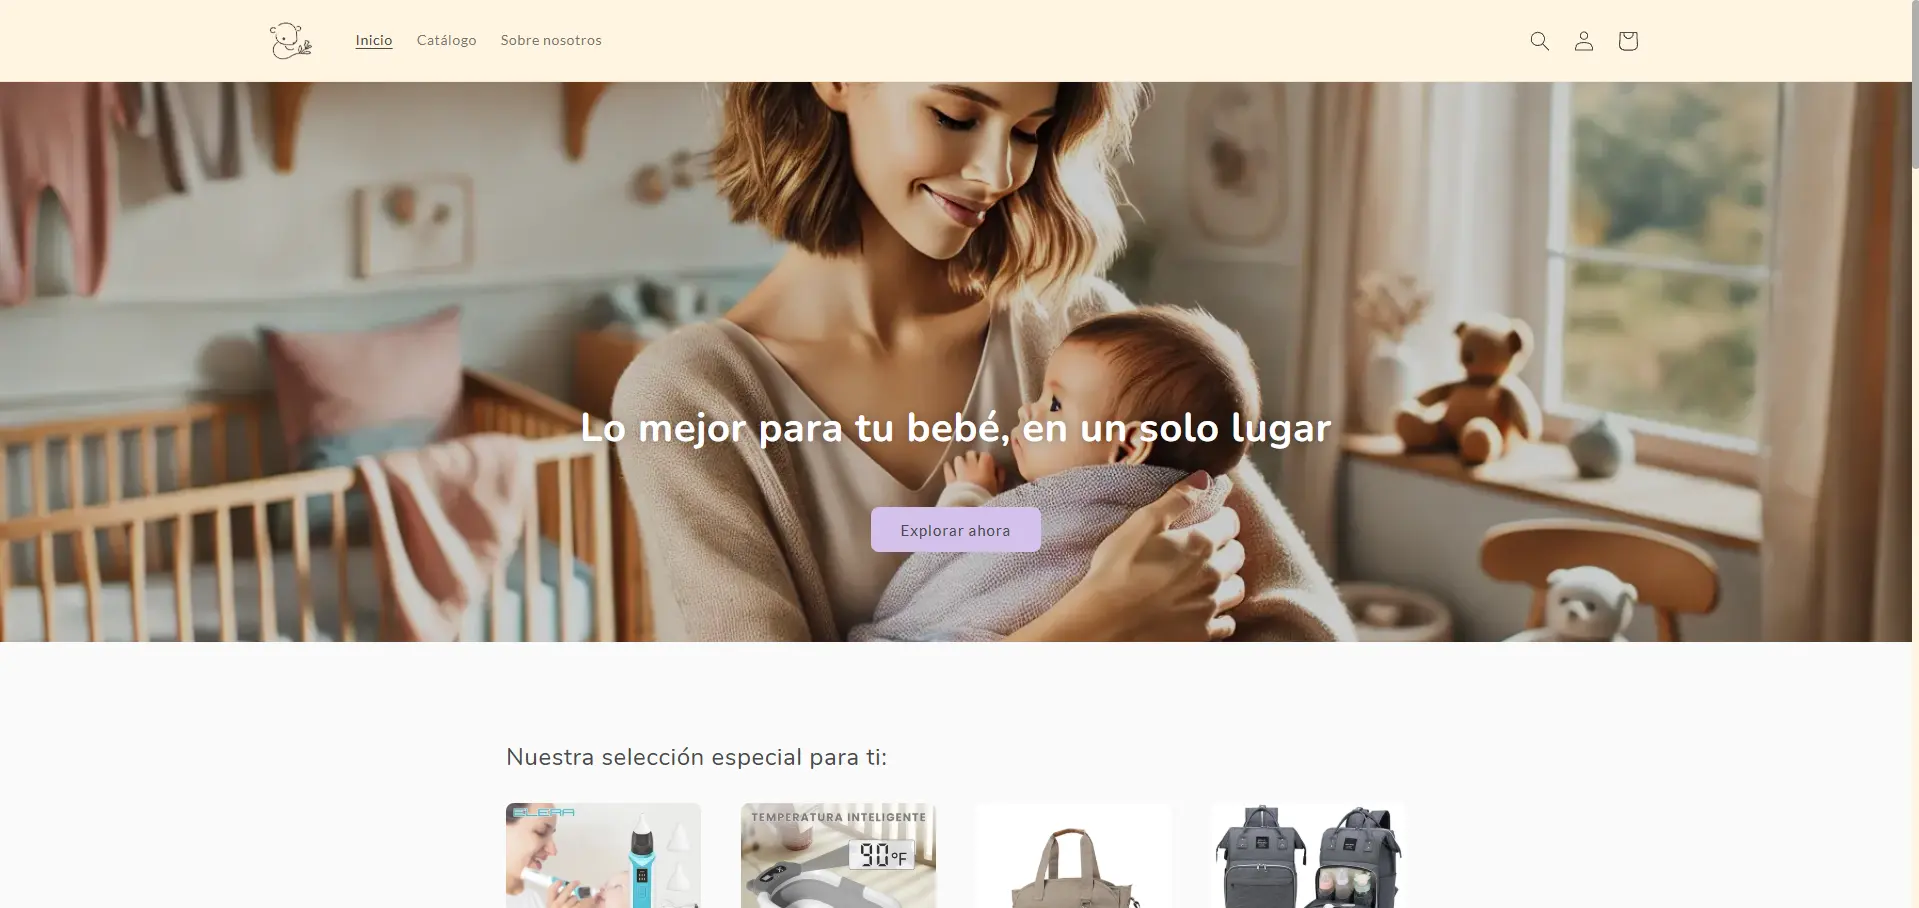 Inicio Catálogo Sobre nosotros
Lo mejor para tu bebé, en un solo lugar
Explorar ahora
Nuestra selección especial para ti:
TEMPERATURA INTELIGENTE
90°F